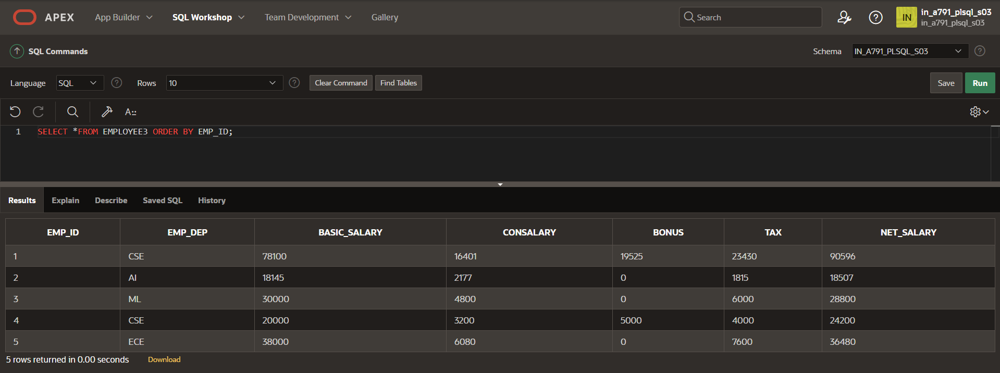 APEX App Builder SQL Workshop Team Development Gallery Search IN in_a791_plsql_s03
in_a791_plsql_s03
SQL Commands Schema IN_A791_PLSQL_S03
Language SQL Rows 10 Clear Command Find Tables Save Run
A::
1 SELECT *FROM EMPLOYEE3 ORDER BY EMP_ID;
Results Explain Describe Saved SQL History
EMP_ID EMP_DEP BASIC_SALARY CONSALARY BONUS TAX NET_SALARY
1 CSE 78100 16401 19525 23430 90596
2 AI 18145 2177 0 1815 18507
3 ML 30000 4800 0 6000 28800
4 CSE 20000 3200 5000 4000 24200
5 ECE 38000 6080 0 7600 36480
5 rows returned in 0.00 seconds Download